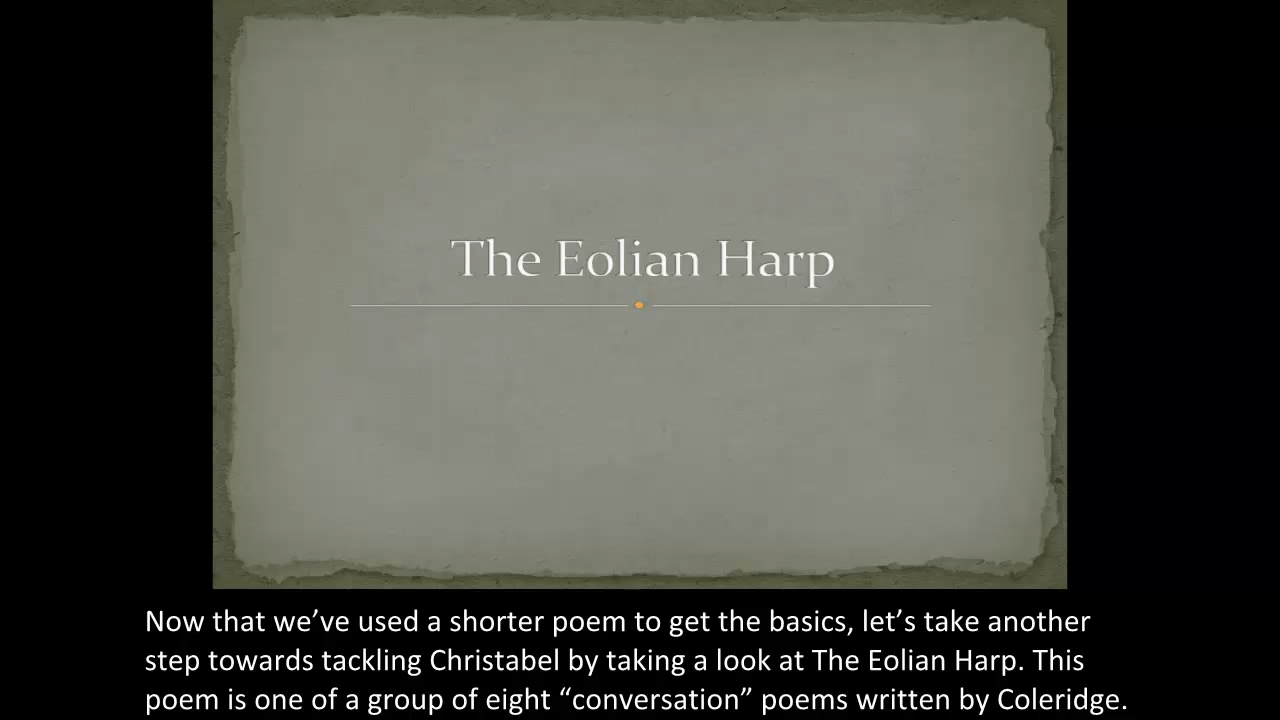 The Eolian Harp
Now that we’ve used a shorter poem to get the basics, let’s take another
step towards tackling Christabel by taking a look at The Eolian Harp. This
poem is one of a group of eight “conversation” poems written by Coleridge.